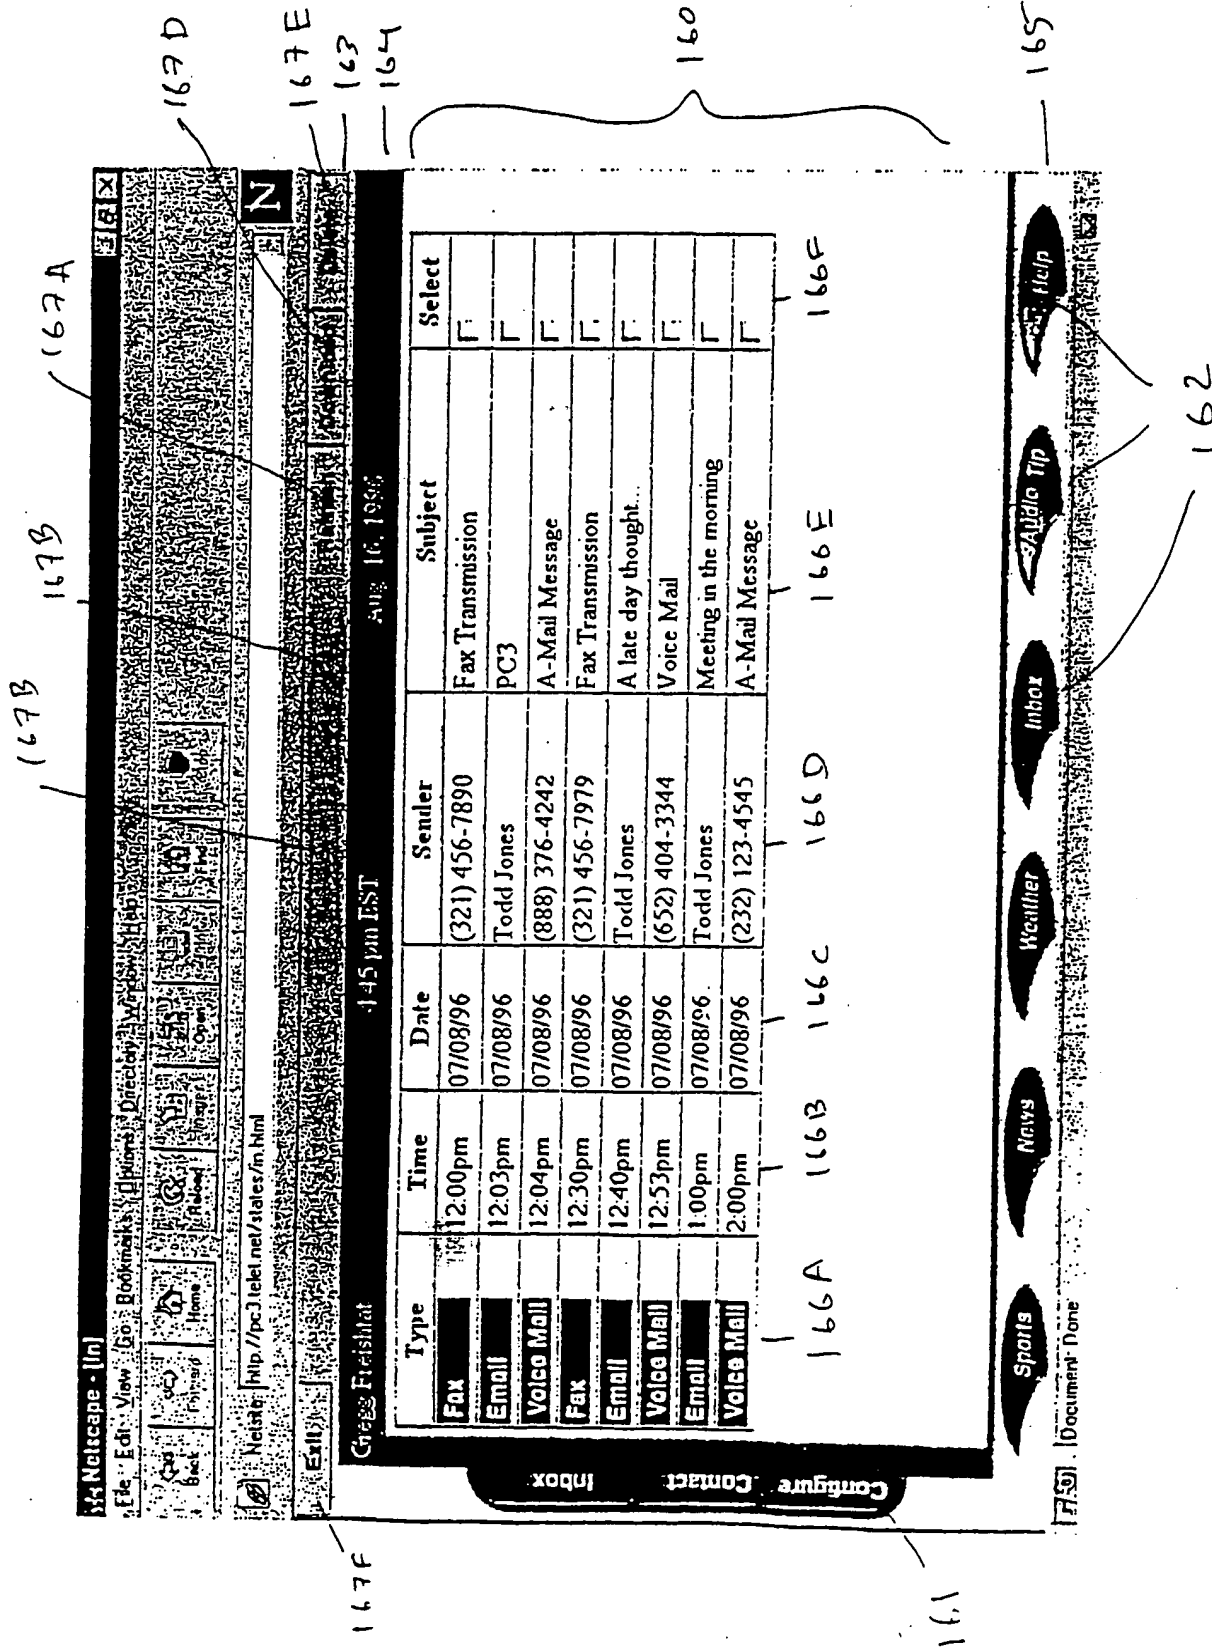 167B 167B 167A
167D
167E
163
164
160
165
Netscape - [In]
File Edit View Go Bookmarks Options Directory Window Help
Back Forward Home Reload Images Open Print Find Stop
Netsite: http://pc3.telet.net/states/in.html
N
Exit
167F
Gregg Freishtat 4:45 pm EST Aug 16, 1996
Type Time Date Sender Subject Select
Fax 12:00pm 07/08/96 (321) 456-7890 Fax Transmission
Email 12:03pm 07/08/96 Todd Jones PC3
Voice Mail 12:04pm 07/08/96 (888) 376-4242 A-Mail Message
Fax 12:30pm 07/08/96 (321) 456-7979 Fax Transmission
Email 12:40pm 07/08/96 Todd Jones A late day thought...
Voice Mail 12:53pm 07/08/96 (652) 404-3344 Voice Mail
Email 1:00pm 07/08/96 Todd Jones Meeting in the morning
Voice Mail 2:00pm 07/08/96 (232) 123-4545 A-Mail Message
166A 166B 166C 166D 166E 166F
Inbox
Contact
Configure
161
Sports News Weather Inbox Audio Tip Help
Document Done
162